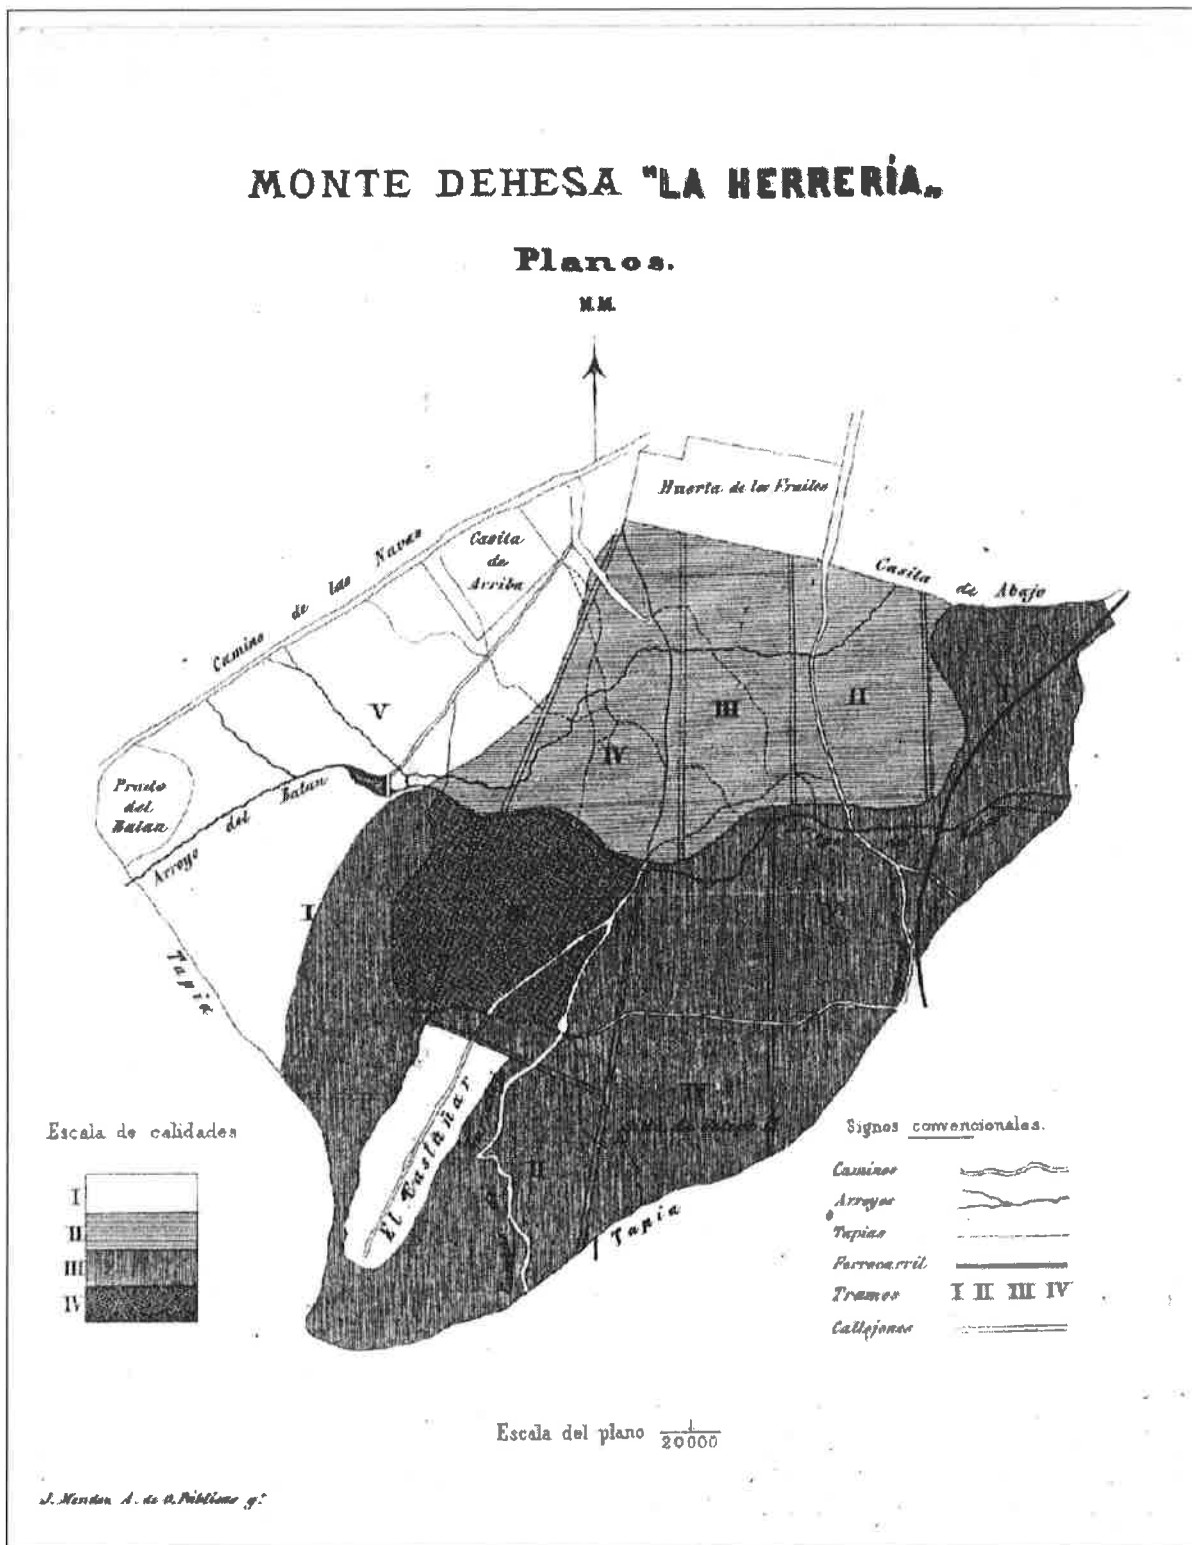 MONTE DEHESA "LA HERRERÍA„
Planos.
N.M.
Huerta de los Frailes
Casita
de
Arriba
Camino de las Navas
Casita de Abajo
V
III
II
I
IV
Prado
del
Batan
Arroyo del Batan
I
Tapia
El Castañar
II
Tapia
Escala de calidades
I
II
III
IV
Signos convencionales.
Caminos
Arroyos
Tapias
Ferrocarril
Tramos I II III IV
Callejones
Escala del plano 1/20000